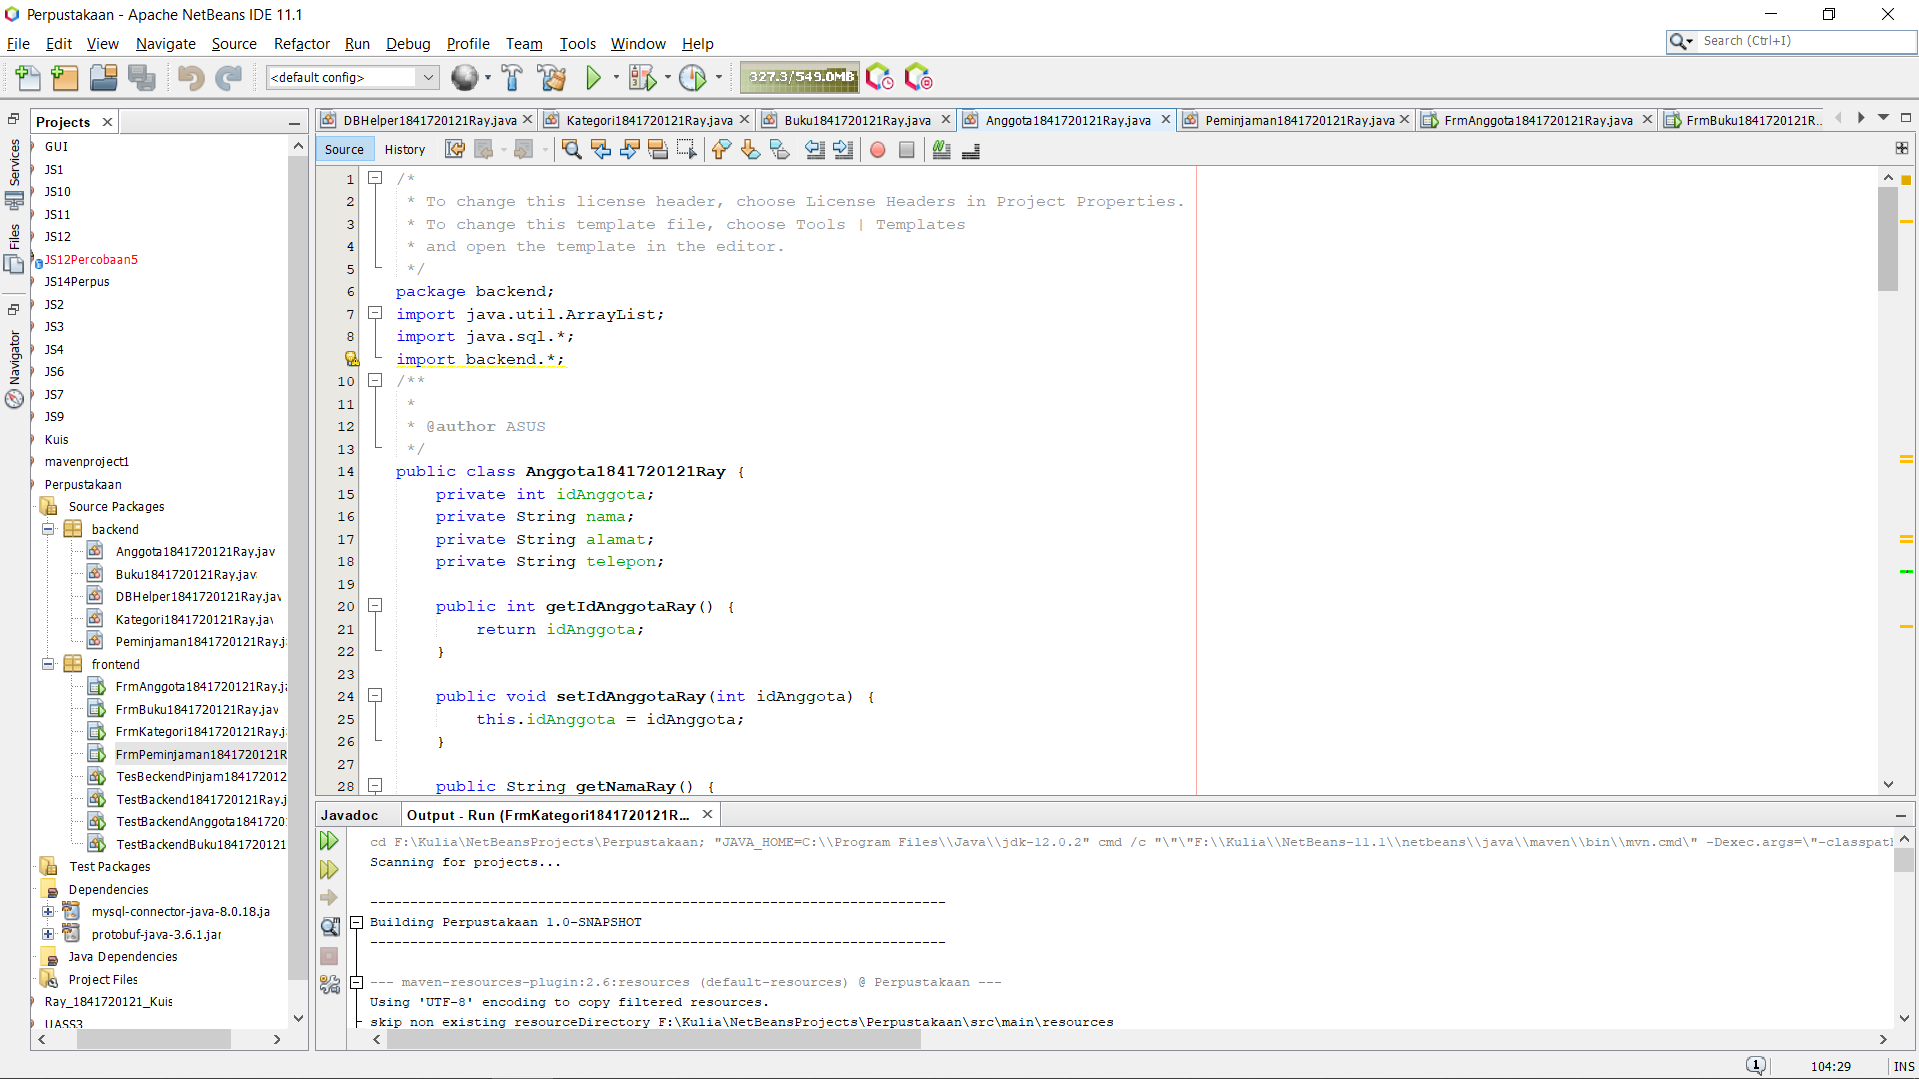 Perpustakaan - Apache NetBeans IDE 11.1
File Edit View Navigate Source Refactor Run Debug Profile Team Tools Window Help
Search (Ctrl+I)
<default config>
327.3/549.0MB
Services
Files
Navigator
Projects
GUI
JS1
JS10
JS11
JS12
JS12Percobaan5
JS14Perpus
JS2
JS3
JS4
JS6
JS7
JS9
Kuis
mavenproject1
Perpustakaan
Source Packages
backend
Anggota1841720121Ray.jav
Buku1841720121Ray.java
DBHelper1841720121Ray.jav
Kategori1841720121Ray.jav
Peminjaman1841720121Ray.j
frontend
FrmAnggota1841720121Ray.ja
FrmBuku1841720121Ray.jav
FrmKategori1841720121Ray.j
FrmPeminjaman1841720121R
TesBeckendPinjam184172012
TestBackend1841720121Ray.j
TestBackendAnggota1841720
TestBackendBuku1841720121
Test Packages
Dependencies
mysql-connector-java-8.0.18.ja
protobuf-java-3.6.1.jar
Java Dependencies
Project Files
Ray_1841720121_Kuis
UASS3
DBHelper1841720121Ray.java Kategori1841720121Ray.java Buku1841720121Ray.java Anggota1841720121Ray.java Peminjaman1841720121Ray.java FrmAnggota1841720121Ray.java FrmBuku1841720121R...
Source History
1 /*
2 * To change this license header, choose License Headers in Project Properties.
3 * To change this template file, choose Tools | Templates
4 * and open the template in the editor.
5 */
6 package backend;
7 import java.util.ArrayList;
8 import java.sql.*;
import backend.*;
10 /**
11 *
12 * @author ASUS
13 */
14 public class Anggota1841720121Ray {
15 private int idAnggota;
16 private String nama;
17 private String alamat;
18 private String telepon;
19
20 public int getIdAnggotaRay() {
21 return idAnggota;
22 }
23
24 public void setIdAnggotaRay(int idAnggota) {
25 this.idAnggota = idAnggota;
26 }
27
28 public String getNamaRay() {
Javadoc Output - Run (FrmKategori1841720121R...
cd F:\Kulia\NetBeansProjects\Perpustakaan; "JAVA_HOME=C:\\Program Files\\Java\\jdk-12.0.2" cmd /c "\"\"F:\\Kulia\\NetBeans-11.1\\netbeans\\java\\maven\\bin\\mvn.cmd\" -Dexec.args=\"-classpath
Scanning for projects...
------------------------------------------------------------------------
Building Perpustakaan 1.0-SNAPSHOT
------------------------------------------------------------------------
--- maven-resources-plugin:2.6:resources (default-resources) @ Perpustakaan ---
Using 'UTF-8' encoding to copy filtered resources.
skip non existing resourceDirectory F:\Kulia\NetBeansProjects\Perpustakaan\src\main\resources
1
104:29 INS